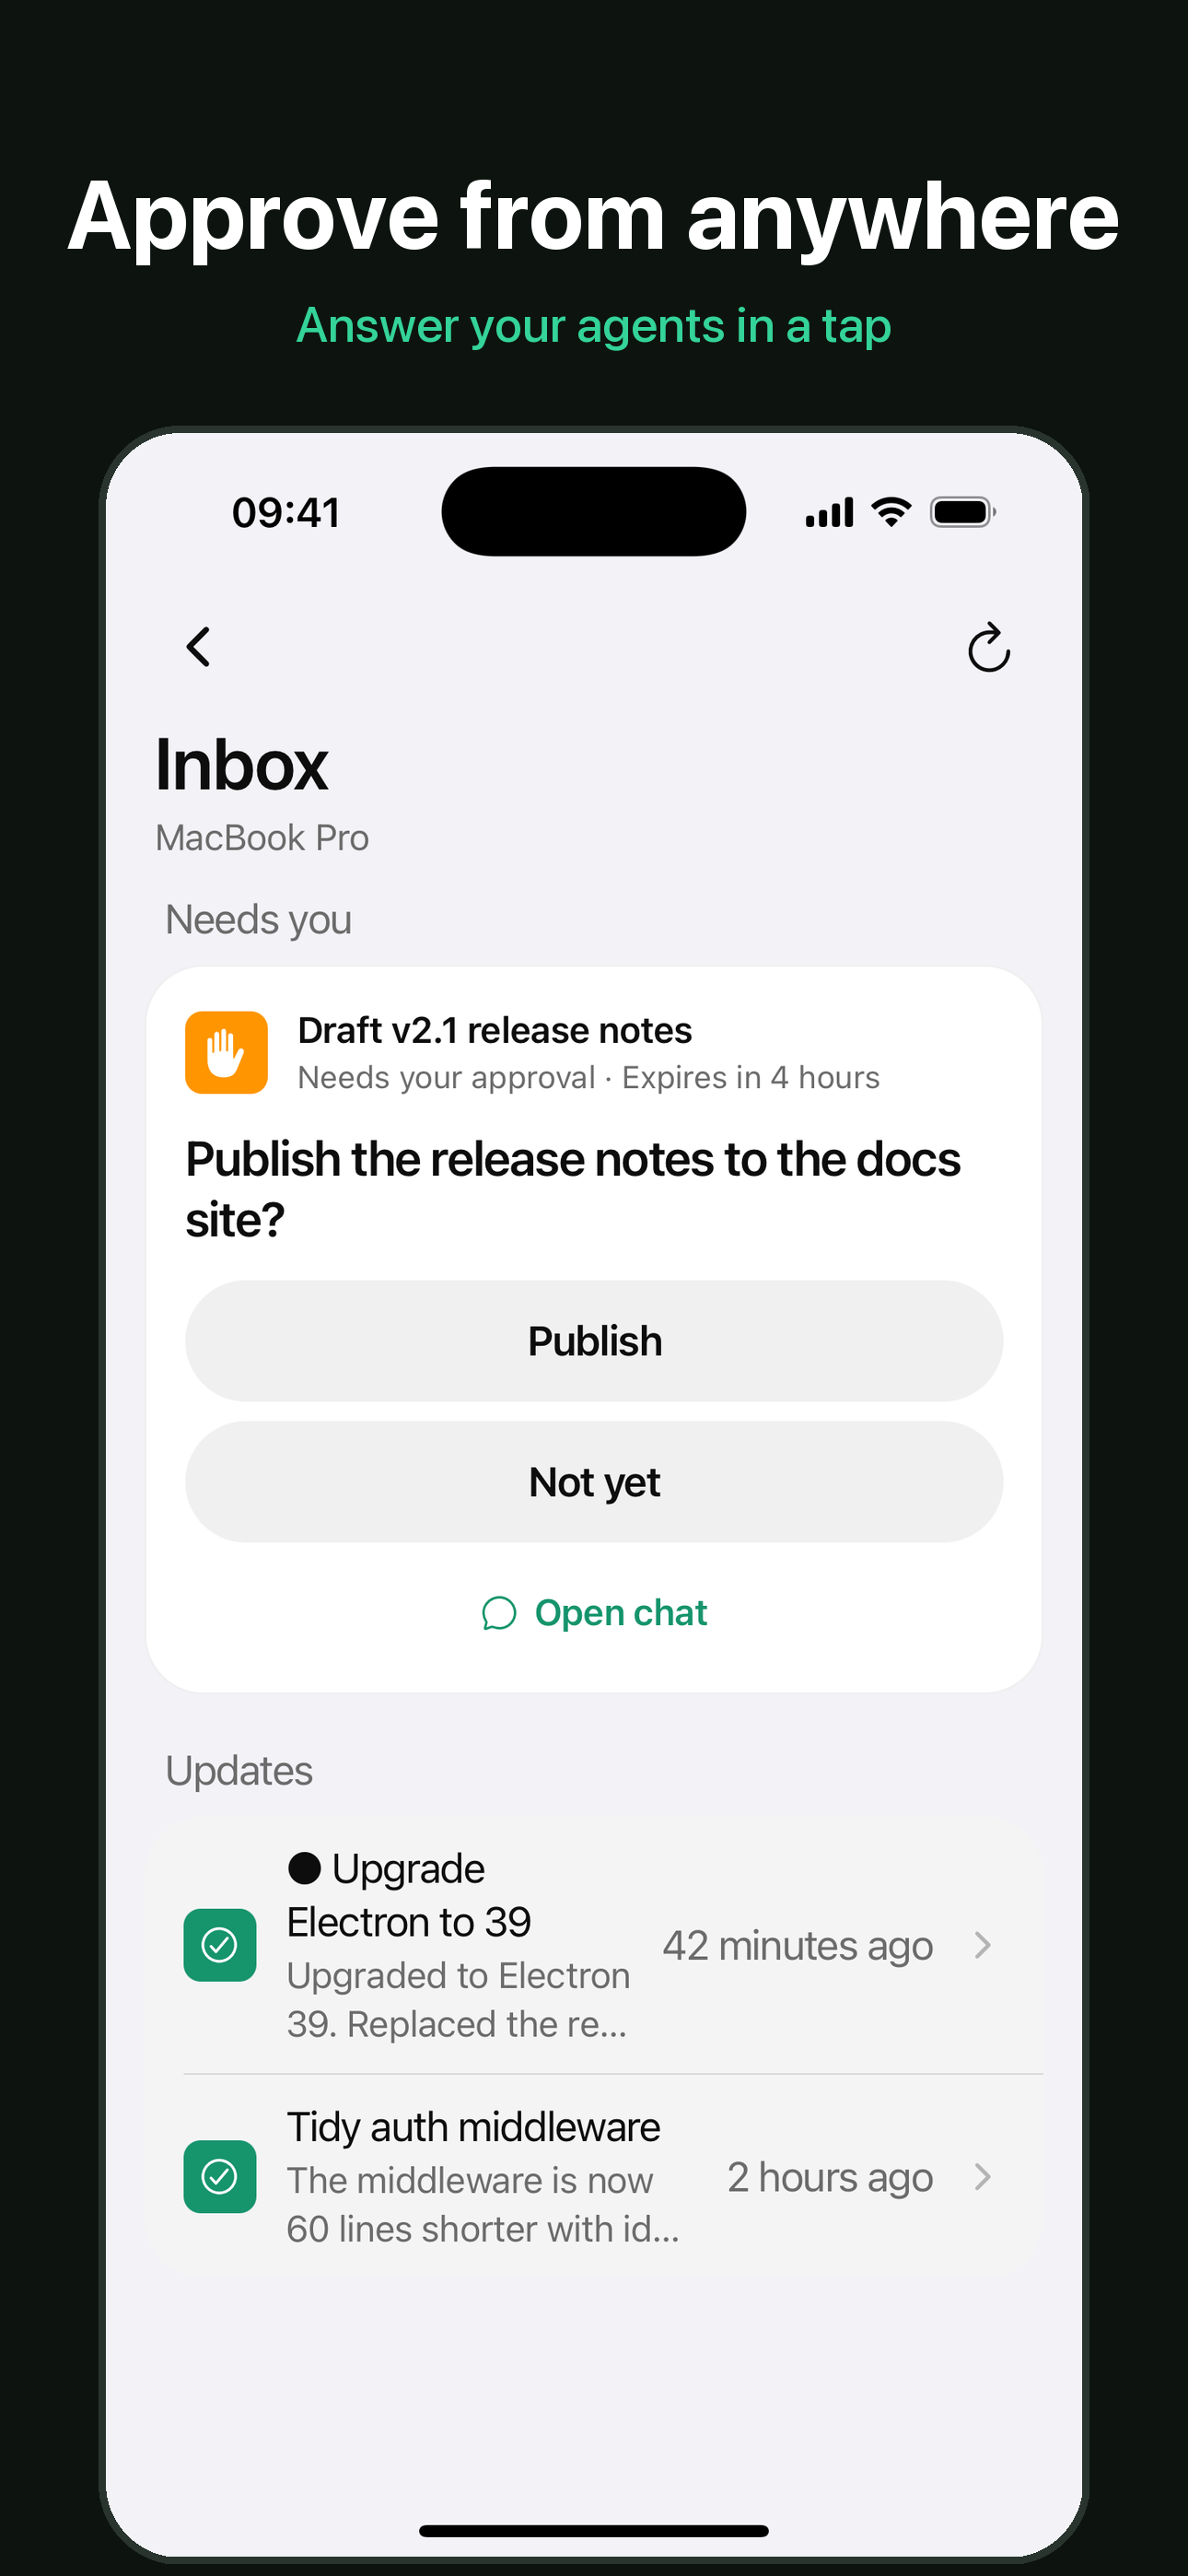 Approve from anywhere
Answer your agents in a tap
09:41
Inbox
MacBook Pro
Needs you
Draft v2.1 release notes
Needs your approval · Expires in 4 hours
Publish the release notes to the docs
site?
Publish
Not yet
Open chat
Updates
Upgrade
Electron to 39
Upgraded to Electron
39. Replaced the re...
42 minutes ago
Tidy auth middleware
The middleware is now
60 lines shorter with id...
2 hours ago